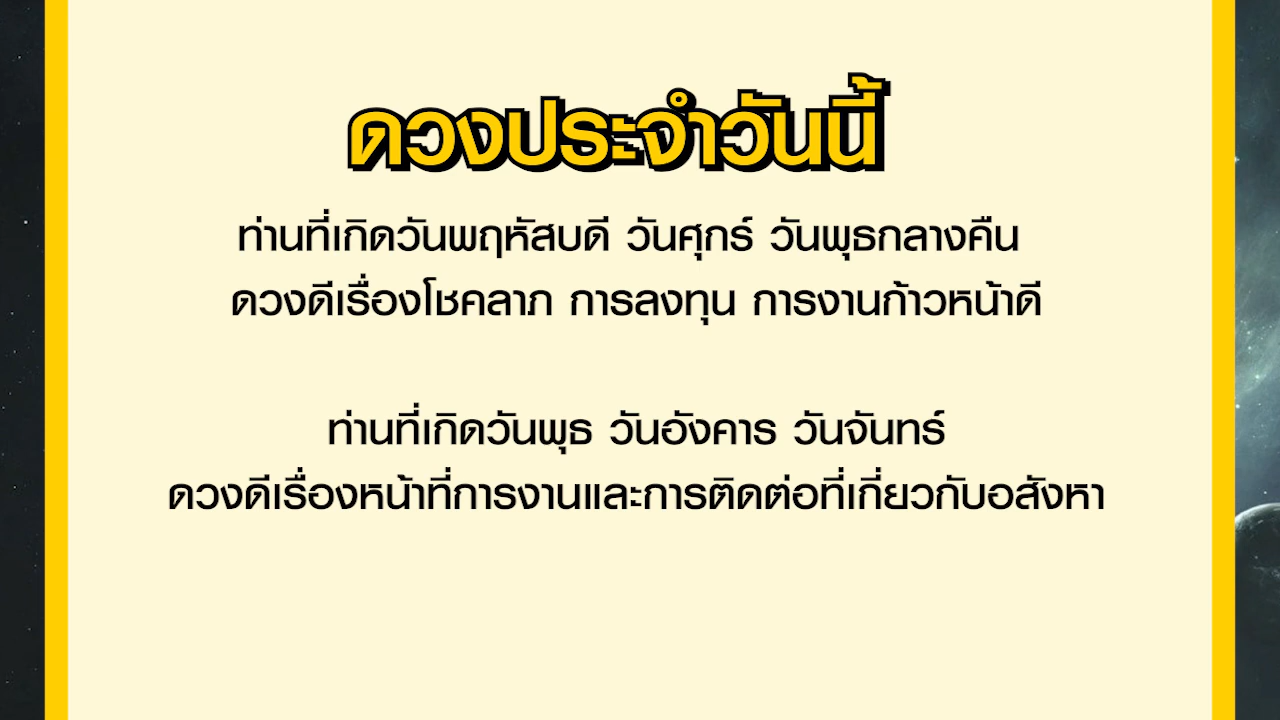 ดวงประจำวันนี้
ท่านที่เกิดวันพฤหัสบดี วันศุกร์ วันพุธกลางคืน
ดวงดีเรื่องโชคลาภ การลงทุน การงานก้าวหน้าดี
ท่านที่เกิดวันพุธ วันอังคาร วันจันทร์
ดวงดีเรื่องหน้าที่การงานและการติดต่อที่เกี่ยวกับอสังหา